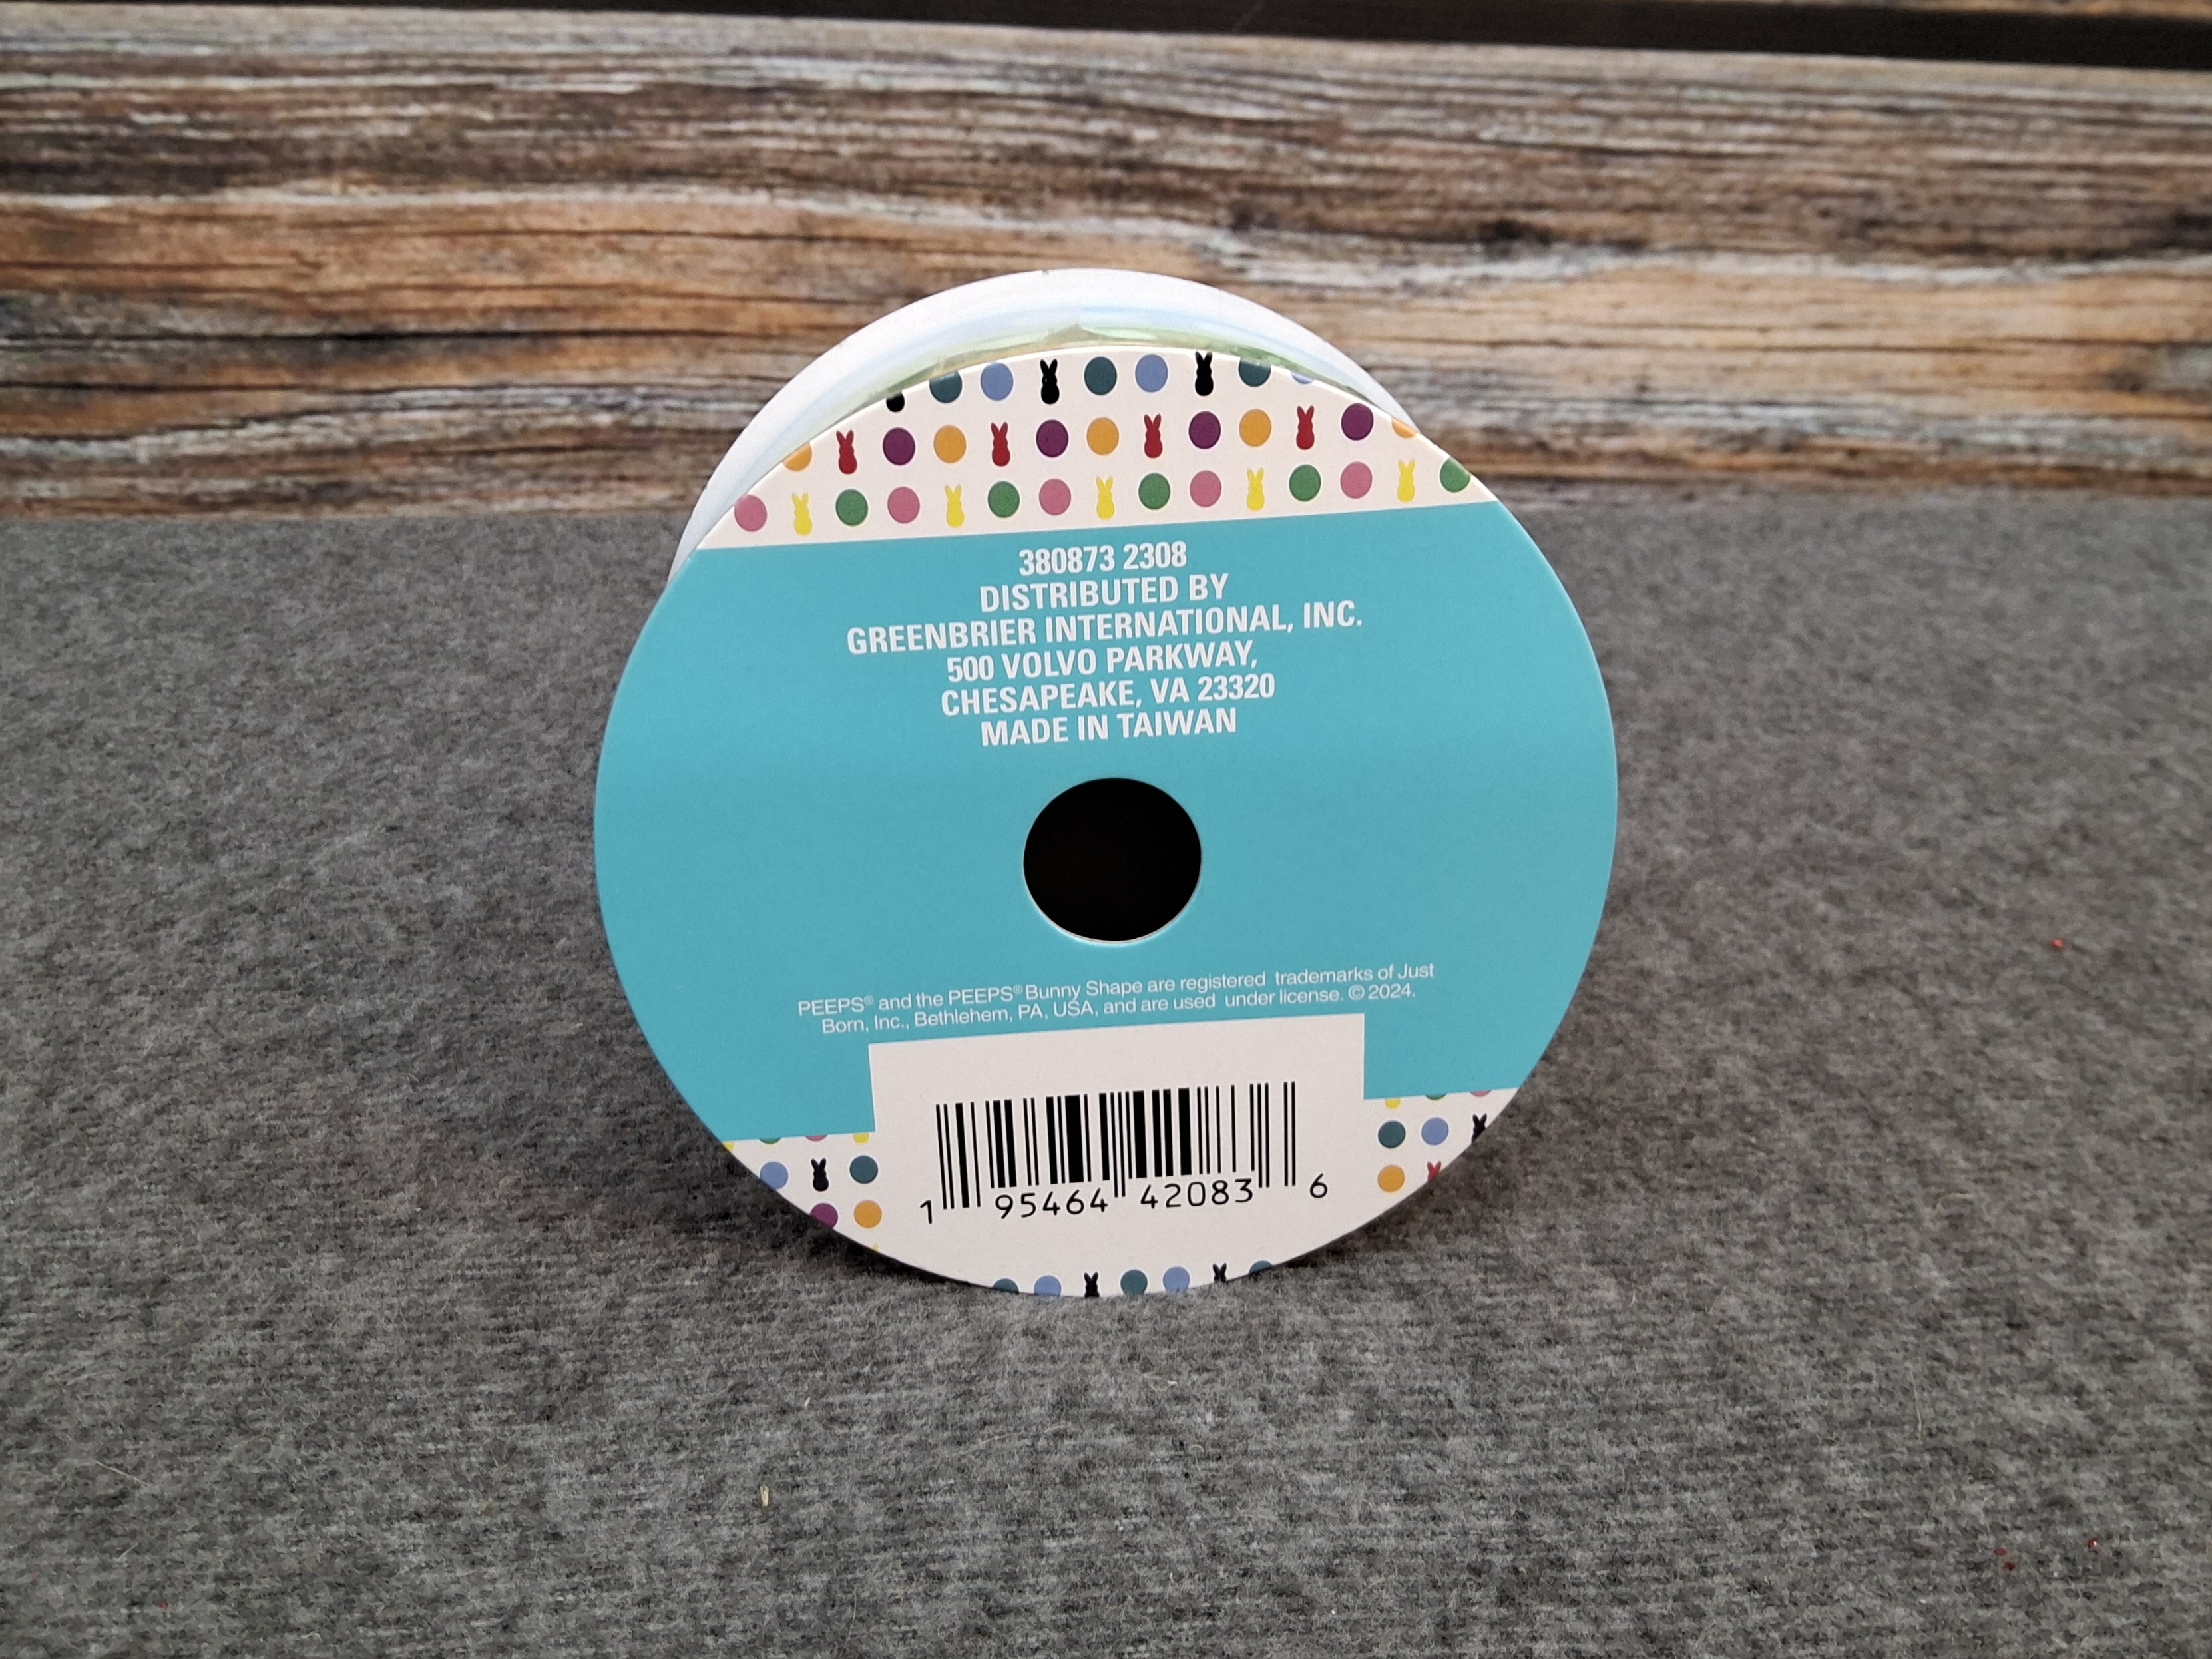 380873 2308
DISTRIBUTED BY
GREENBRIER INTERNATIONAL, INC.
500 VOLVO PARKWAY,
CHESAPEAKE, VA 23320
MADE IN TAIWAN
PEEPS® and the PEEPS® Bunny Shape are registered trademarks of Just
Born, Inc., Bethlehem, PA, USA, and are used under license. © 2024.
1 95464 42083 6